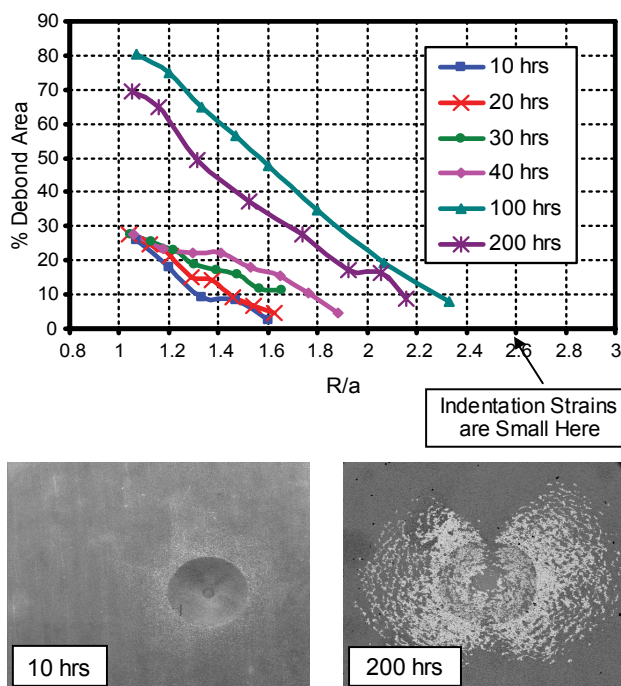 90
80
70
60
50
40
30
20
10
0
% Debond Area
10 hrs
20 hrs
30 hrs
40 hrs
100 hrs
200 hrs
0.8 1 1.2 1.4 1.6 1.8 2 2.2 2.4 2.6 2.8 3
R/a
Indentation Strains
are Small Here
10 hrs
200 hrs